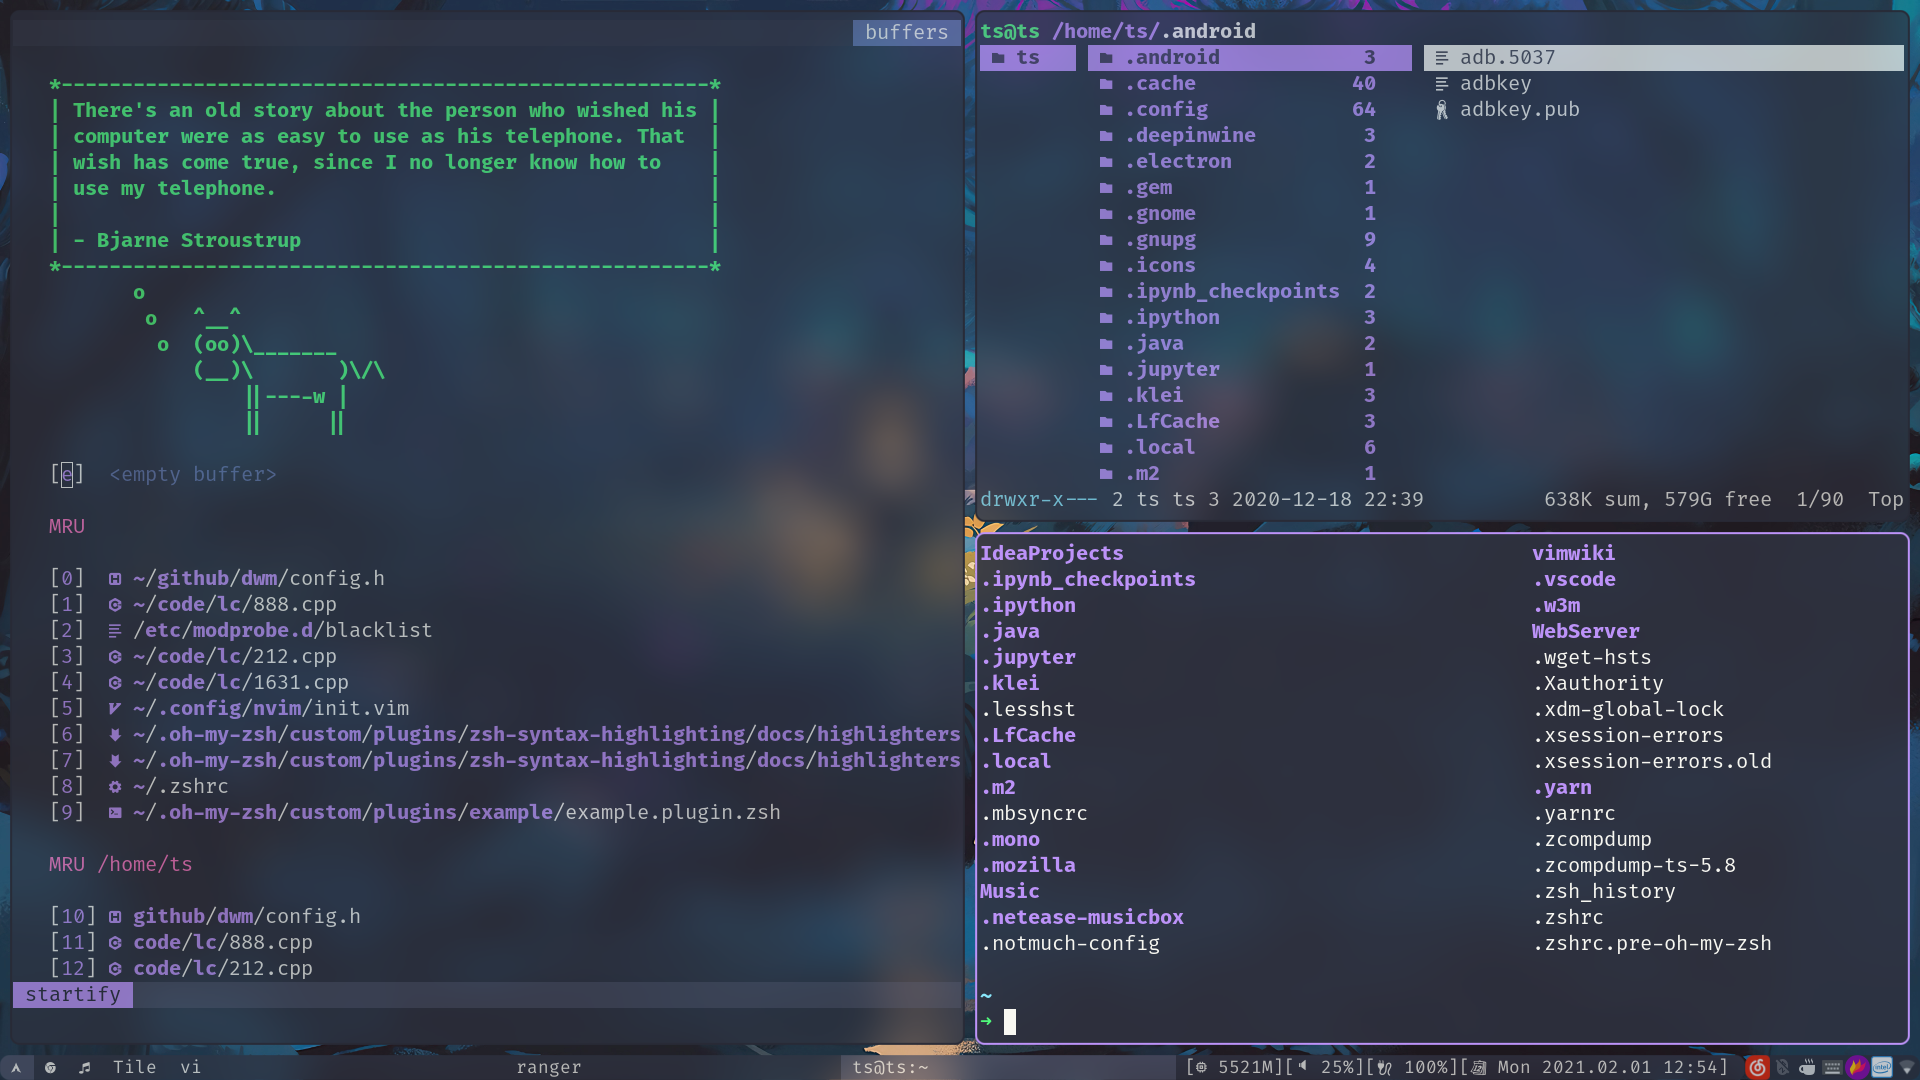 buffers
*------------------------------------------------------*
| There's an old story about the person who wished his |
| computer were as easy to use as his telephone. That  |
| wish has come true, since I no longer know how to    |
| use my telephone.                                    |
|                                                      |
| - Bjarne Stroustrup                                  |
*------------------------------------------------------*
       o
        o   ^__^
         o  (oo)\_______
            (__)\       )\/\
                ||----w |
                ||     ||
[e]  <empty buffer>
MRU
[0] ~/github/dwm/config.h
[1] ~/code/lc/888.cpp
[2] /etc/modprobe.d/blacklist
[3] ~/code/lc/212.cpp
[4] ~/code/lc/1631.cpp
[5] ~/.config/nvim/init.vim
[6] ~/.oh-my-zsh/custom/plugins/zsh-syntax-highlighting/docs/highlighters
[7] ~/.oh-my-zsh/custom/plugins/zsh-syntax-highlighting/docs/highlighters
[8] ~/.zshrc
[9] ~/.oh-my-zsh/custom/plugins/example/example.plugin.zsh
MRU /home/ts
[10] github/dwm/config.h
[11] code/lc/888.cpp
[12] code/lc/212.cpp
startify
ts@ts /home/ts/.android
ts .android 3 adb.5037
.cache 40 adbkey
.config 64 adbkey.pub
.deepinwine 3
.electron 2
.gem 1
.gnome 1
.gnupg 9
.icons 4
.ipynb_checkpoints 2
.ipython 3
.java 2
.jupyter 1
.klei 3
.LfCache 3
.local 6
.m2 1
drwxr-x--- 2 ts ts 3 2020-12-18 22:39 638K sum, 579G free 1/90 Top
IdeaProjects vimwiki
.ipynb_checkpoints .vscode
.ipython .w3m
.java WebServer
.jupyter .wget-hsts
.klei .Xauthority
.lesshst .xdm-global-lock
.LfCache .xsession-errors
.local .xsession-errors.old
.m2 .yarn
.mbsyncrc .yarnrc
.mono .zcompdump
.mozilla .zcompdump-ts-5.8
Music .zsh_history
.netease-musicbox .zshrc
.notmuch-config .zshrc.pre-oh-my-zsh
~
→
Tile vi ranger ts@ts:~ [ 5521M][ 25%][ 100%][ Mon 2021.02.01 12:54]